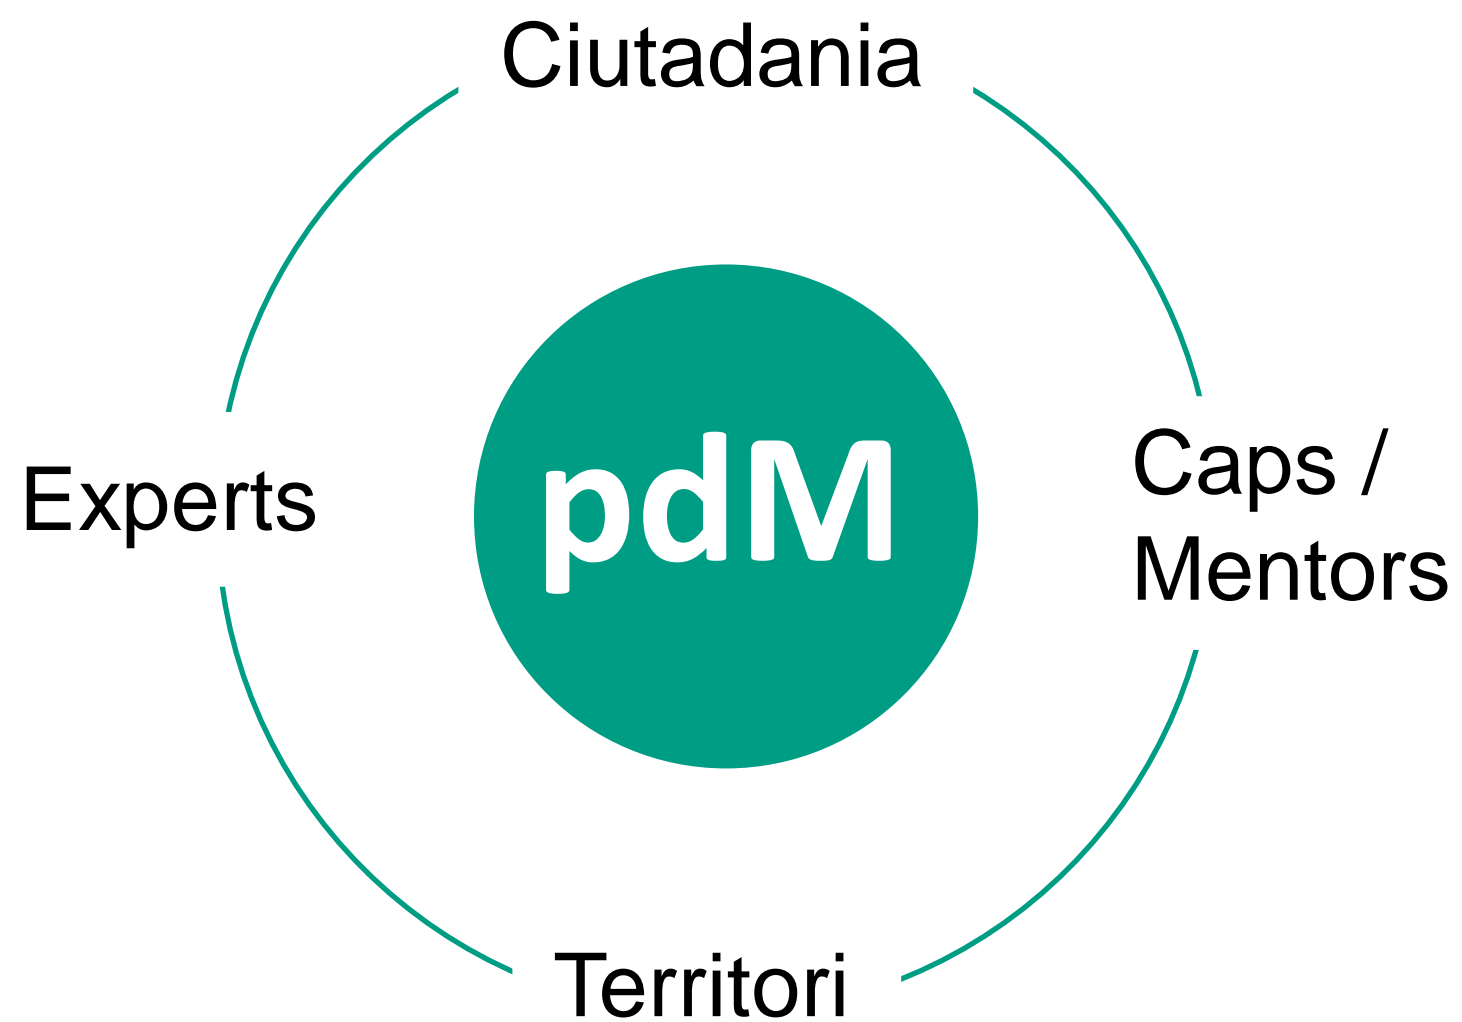 Ciutadania
Experts
pdM
Caps /
Mentors
Territori